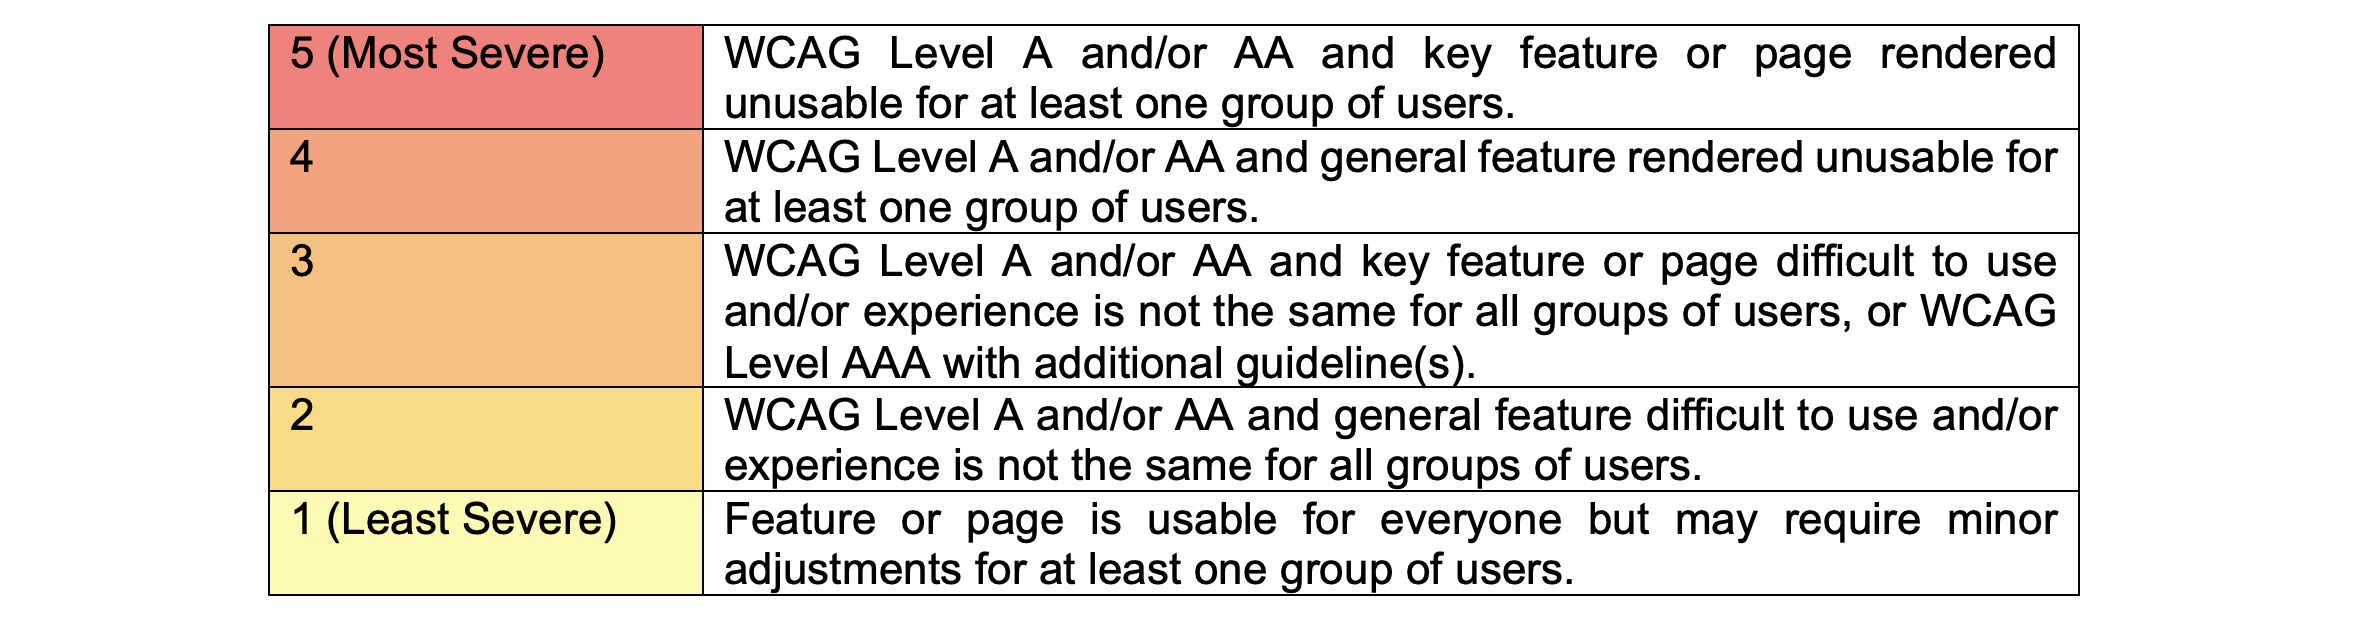 5 (Most Severe)
WCAG Level A and/or AA and key feature or page rendered
unusable for at least one group of users.
4
WCAG Level A and/or AA and general feature rendered unusable for
at least one group of users.
3
WCAG Level A and/or AA and key feature or page difficult to use
and/or experience is not the same for all groups of users, or WCAG
Level AAA with additional guideline(s).
2
WCAG Level A and/or AA and general feature difficult to use and/or
experience is not the same for all groups of users.
1 (Least Severe)
Feature or page is usable for everyone but may require minor
adjustments for at least one group of users.